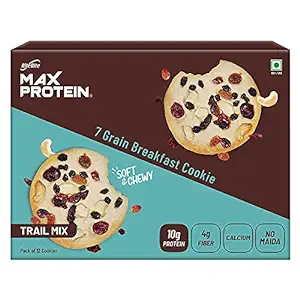 RiteBite
MAX
PROTEIN
7 Grain Breakfast Cookie
SOFT
&
CHEWY
TRAIL MIX
Pack of 12 Cookies
10g
PROTEIN
4g
FIBER
CALCIUM
NO
MAIDA